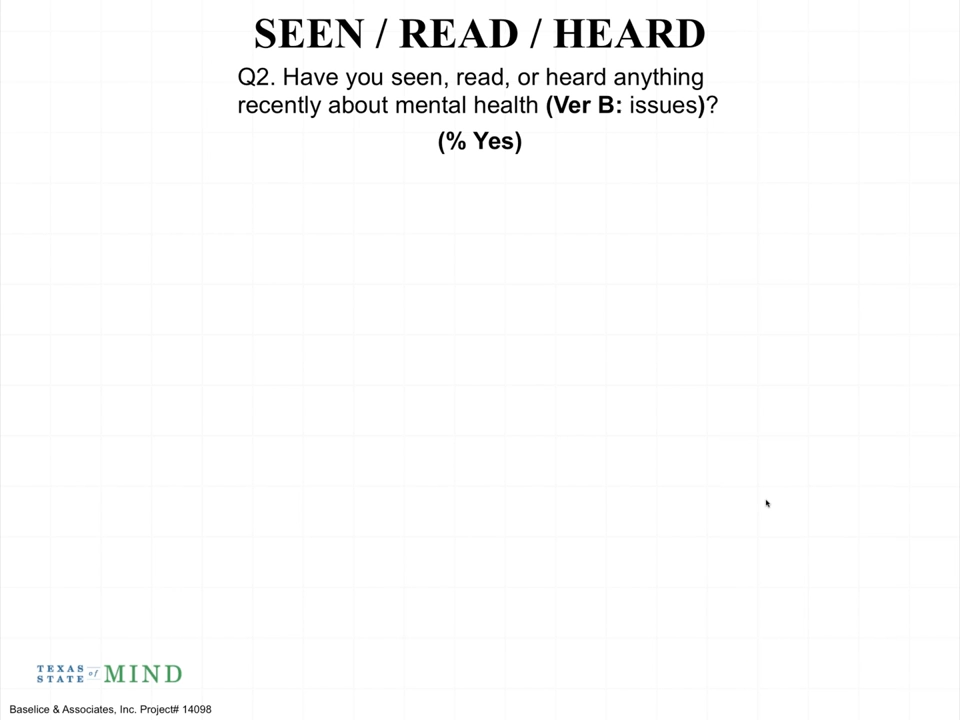 SEEN / READ / HEARD
Q2. Have you seen, read, or heard anything
recently about mental health (Ver B: issues)?
(% Yes)
TEXAS
STATE of MIND
Baselice & Associates, Inc. Project# 14098